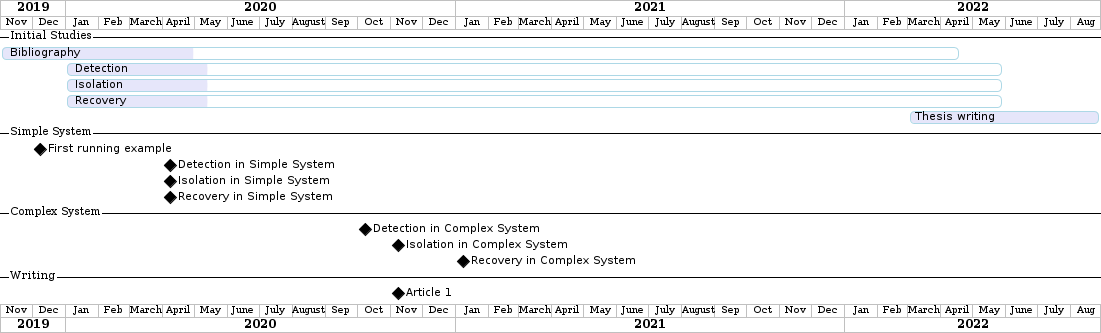 2019 2020 2021 2022
Nov Dec Jan Feb March April May June July August Sep Oct Nov Dec Jan Feb March April May June July August Sep Oct Nov Dec Jan Feb March April May June July Aug
Initial Studies
Bibliography
Detection
Isolation
Recovery
Thesis writing
Simple System
First running example
Detection in Simple System
Isolation in Simple System
Recovery in Simple System
Complex System
Detection in Complex System
Isolation in Complex System
Recovery in Complex System
Writing
Article 1
Nov Dec Jan Feb March April May June July August Sep Oct Nov Dec Jan Feb March April May June July August Sep Oct Nov Dec Jan Feb March April May June July Aug
2019 2020 2021 2022